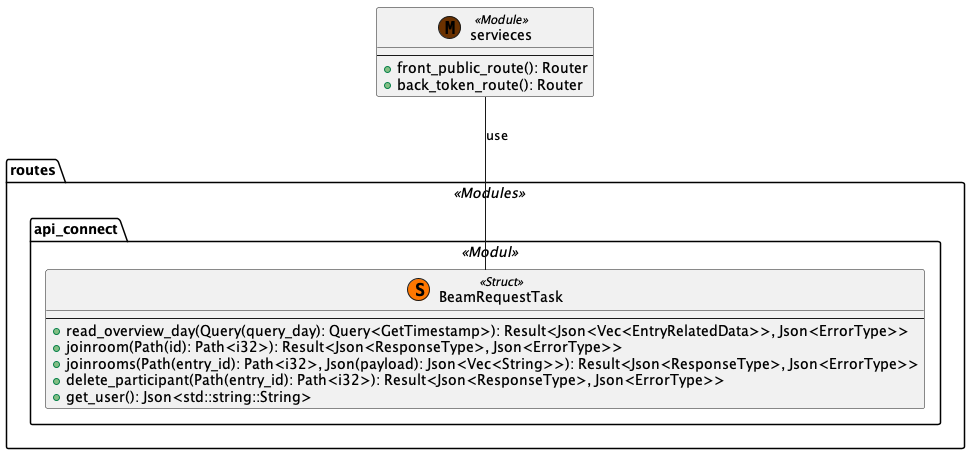 M
«Module»
servieces
front_public_route(): Router
back_token_route(): Router
use
routes
«Modules»
api_connect
«Modul»
S
«Struct»
BeamRequestTask
read_overview_day(Query(query_day): Query<GetTimestamp>): Result<Json<Vec<EntryRelatedData>>, Json<ErrorType>>
joinroom(Path(id): Path<i32>): Result<Json<ResponseType>, Json<ErrorType>>
joinrooms(Path(entry_id): Path<i32>, Json(payload): Json<Vec<String>>): Result<Json<ResponseType>, Json<ErrorType>>
delete_participant(Path(entry_id): Path<i32>): Result<Json<ResponseType>, Json<ErrorType>>
get_user(): Json<std::string::String>